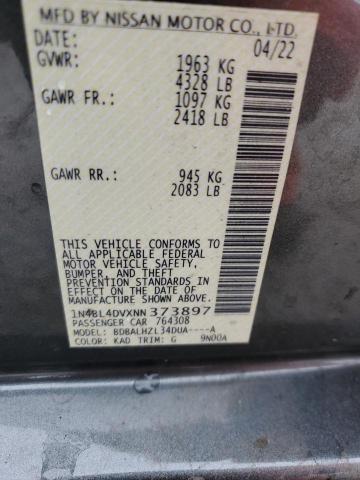 MFD BY NISSAN MOTOR CO., LTD.
DATE: 04/22
GVWR: 1963 KG
4328 LB
GAWR FR.: 1097 KG
2418 LB
GAWR RR.: 945 KG
2083 LB
THIS VEHICLE CONFORMS TO
ALL APPLICABLE FEDERAL
MOTOR VEHICLE SAFETY,
BUMPER, AND THEFT
PREVENTION STANDARDS IN
EFFECT ON THE DATE OF
MANUFACTURE SHOWN ABOVE.
1N4BL4DVXNN373897
PASSENGER CAR 764308
MODEL: BDBALHZL34DUA----A
COLOR: KAD TRIM: G 9N00A